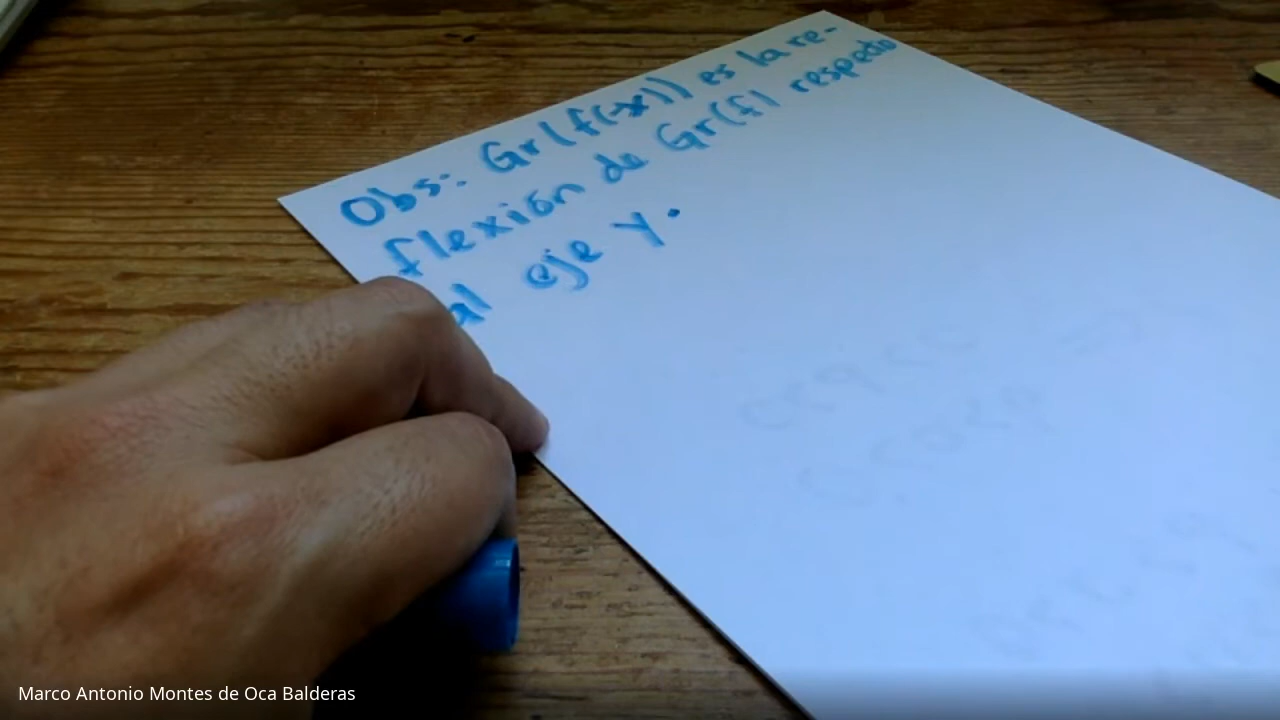 Obs: Gr(f(-x)) es la re-
flexión de Gr(f) respecto
al eje y.
Marco Antonio Montes de Oca Balderas